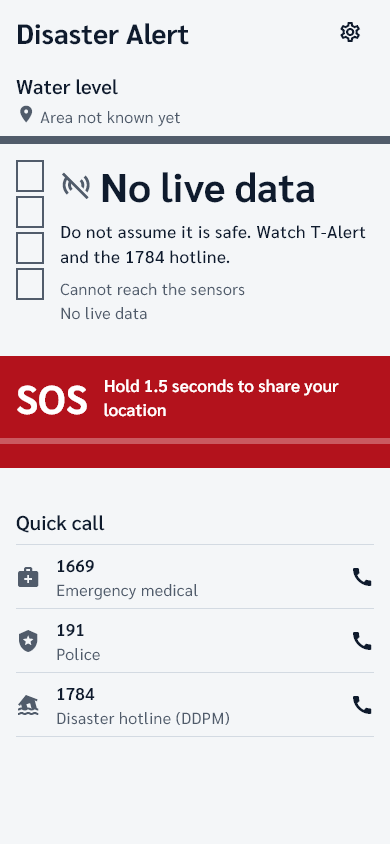 Disaster Alert
Water level
Area not known yet
No live data
Do not assume it is safe. Watch T-Alert
and the 1784 hotline.
Cannot reach the sensors
No live data
SOS
Hold 1.5 seconds to share your
location
Quick call
1669
Emergency medical
191
Police
1784
Disaster hotline (DDPM)